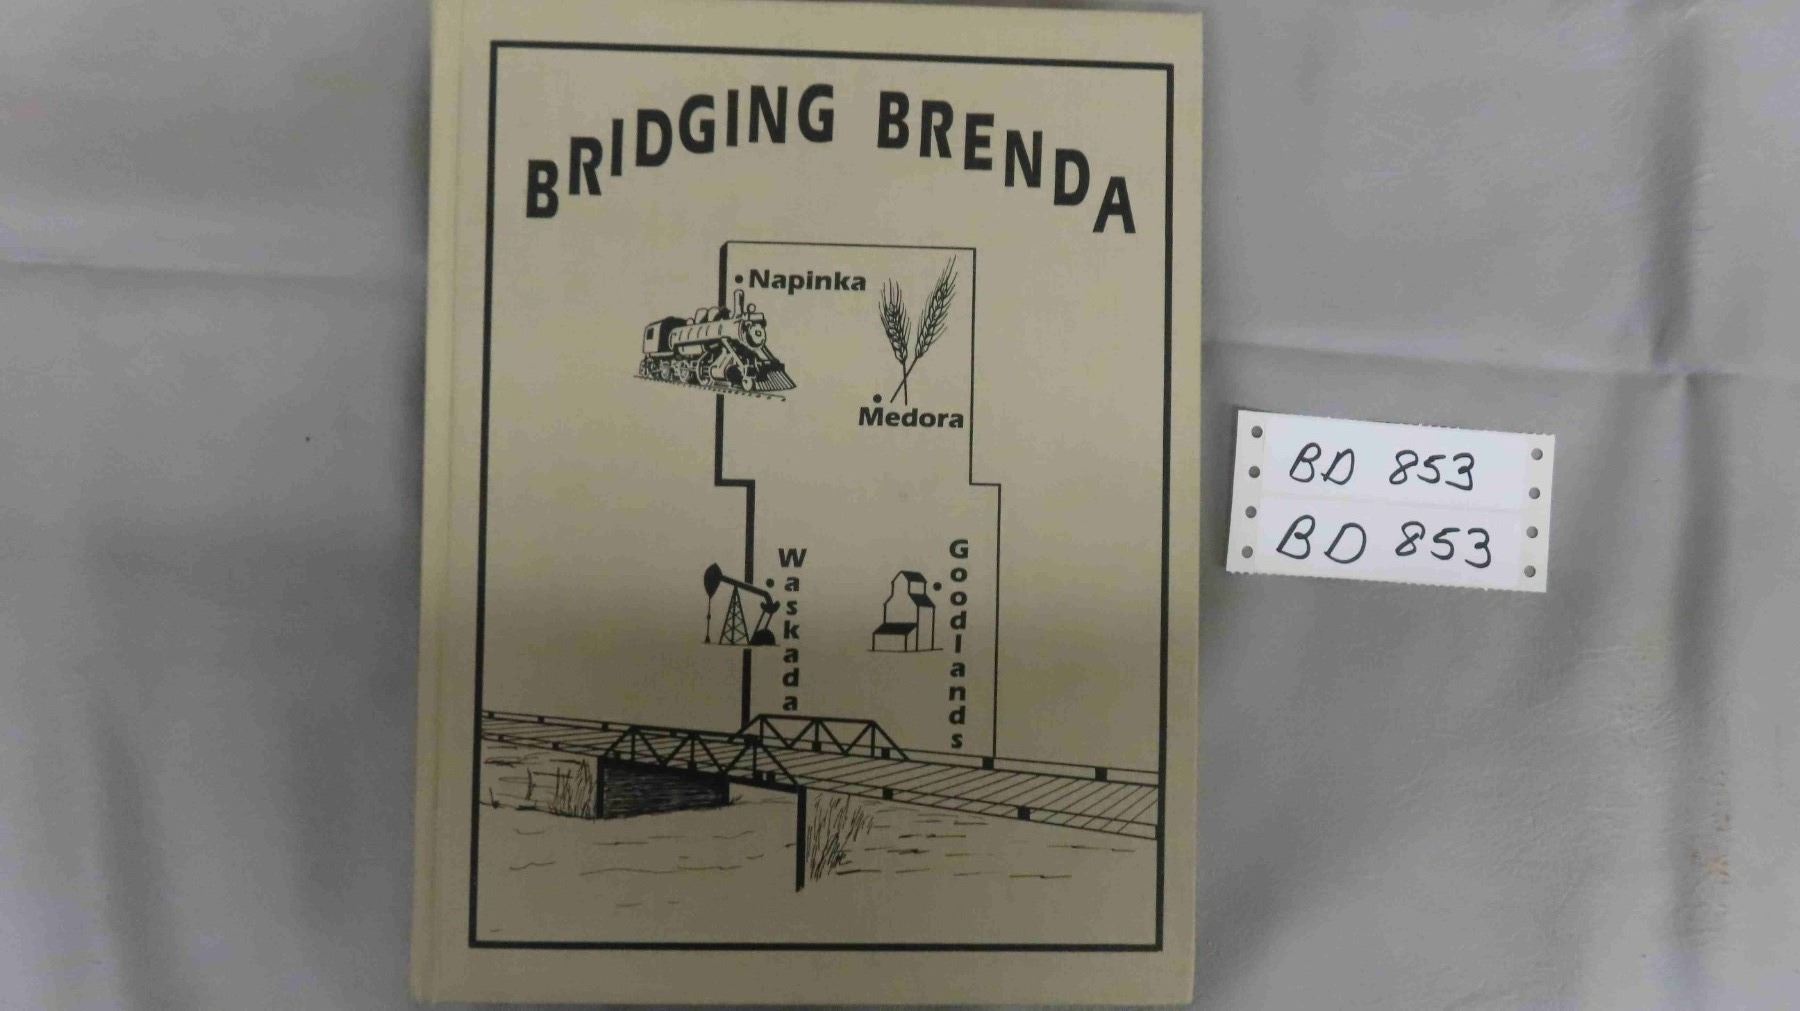 BRIDGING BRENDA
Napinka
Medora
Waskada
Goodlands
BD 853
BD 853